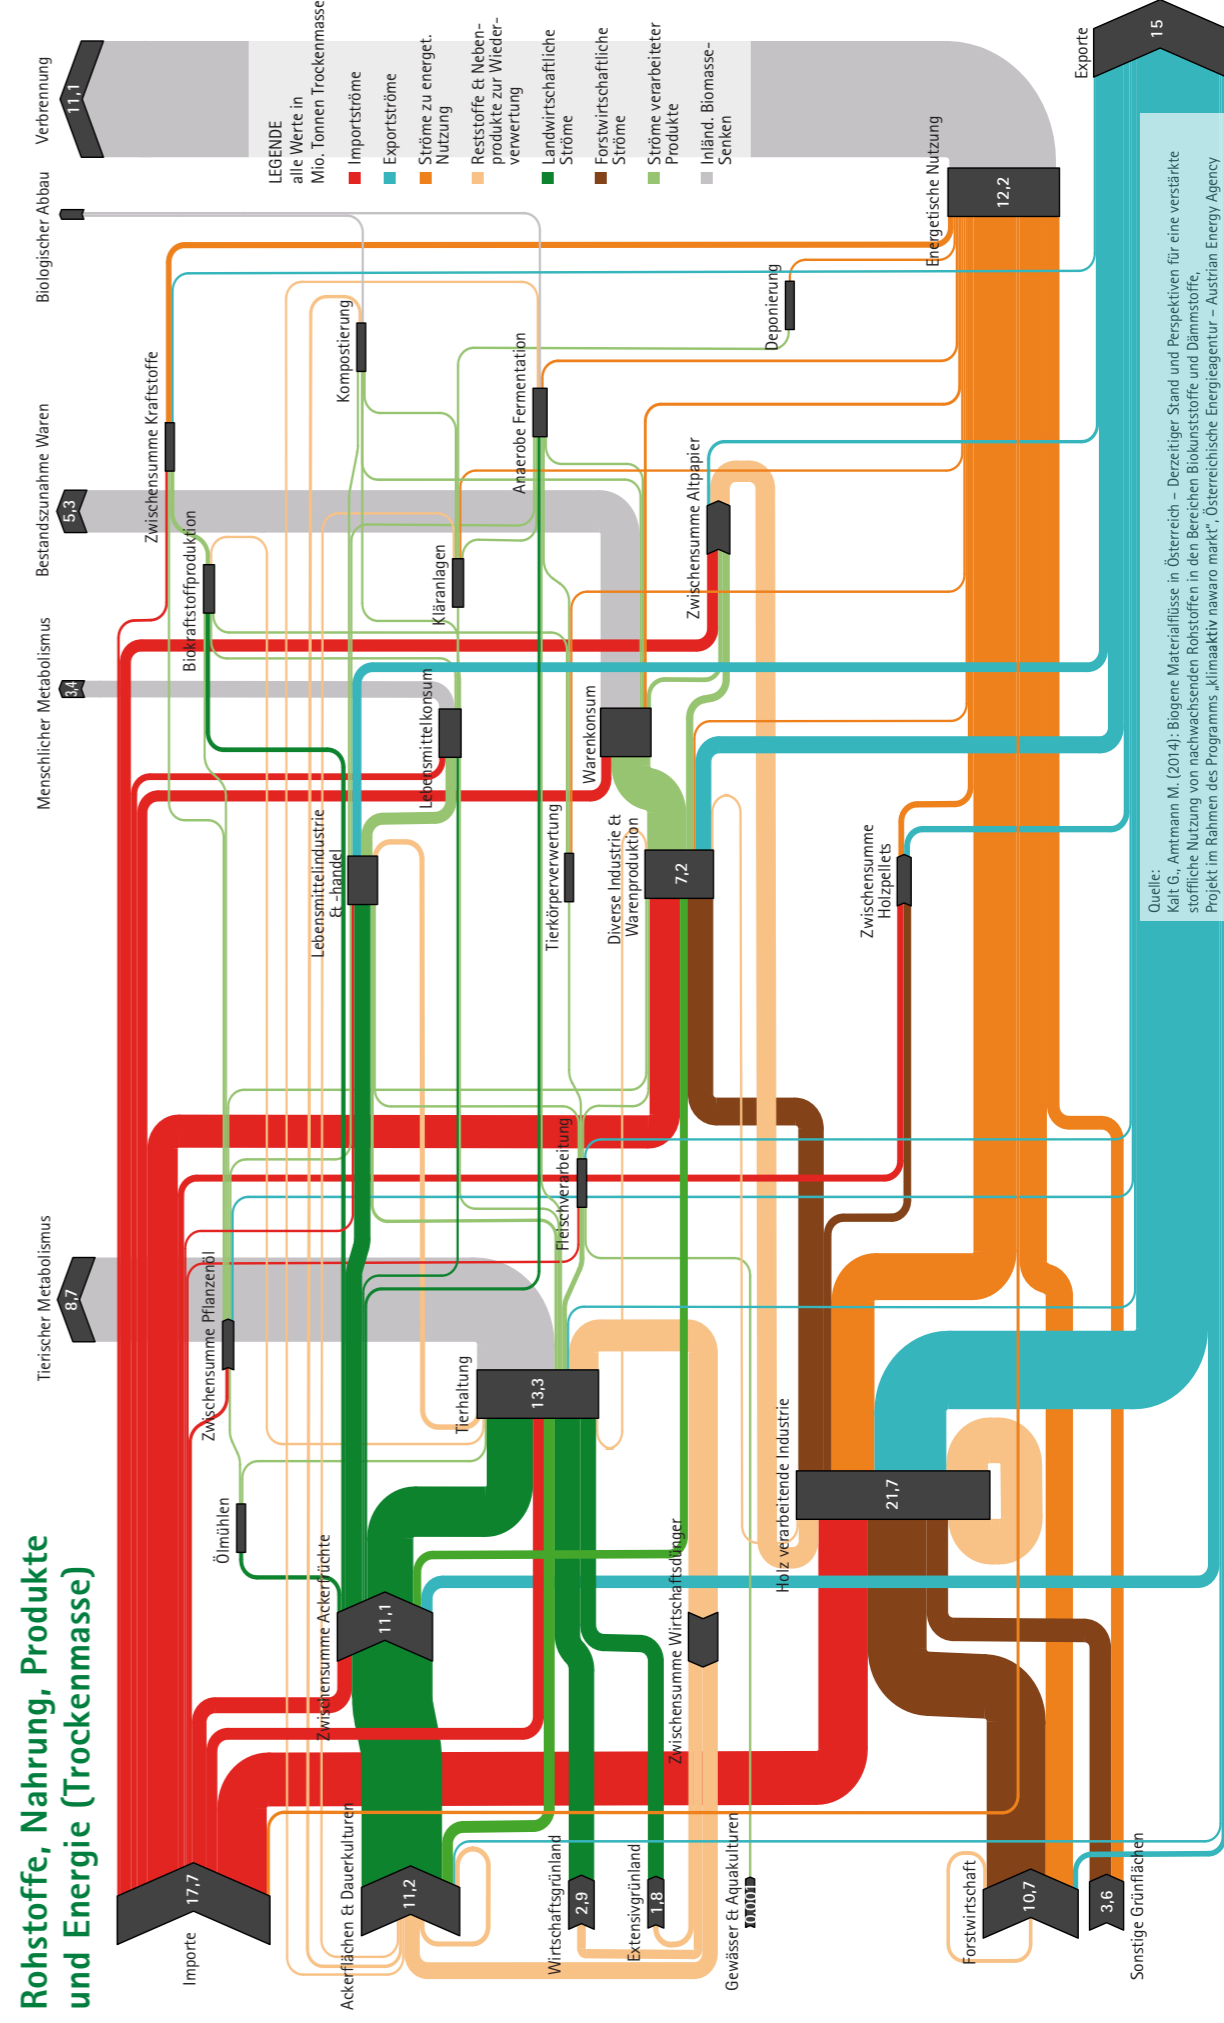 Rohstoffe, Nahrung, Produkte
und Energie (Trockenmasse)
Importe
17,7
Ackerflächen & Dauerkulturen
11,2
Wirtschaftsgrünland
2,9
Extensivgrünland
1,8
Gewässer & Aquakulturen
0,001
Forstwirtschaft
10,7
Sonstige Grünflächen
3,6
Zwischensumme Ackerfrüchte
11,1
Zwischensumme Wirtschaftsdünger
Ölmühlen
Holz verarbeitende Industrie
21,7
Tierischer Metabolismus
8,7
Zwischensumme Pflanzenöl
Tierhaltung
13,3
Fleischverarbeitung
Lebensmittelindustrie
& -handel
Tierkörperverwertung
Diverse Industrie &
Warenproduktion
7,2
Zwischensumme
Holzpellets
Menschlicher Metabolismus
3,4
Lebensmittelkonsum
Warenkonsum
Bestandszunahme Waren
5,3
Biokraftstoffproduktion
Kläranlagen
Zwischensumme Altpapier
Zwischensumme Kraftstoffe
Anaerobe Fermentation
Kompostierung
Deponierung
Biologischer Abbau
Energetische Nutzung
12,2
Verbrennung
11,1
Exporte
15
LEGENDE
alle Werte in
Mio. Tonnen Trockenmasse
Importströme
Exportströme
Ströme zu energet.
Nutzung
Reststoffe & Neben-
produkte zur Wieder-
verwertung
Landwirtschaftliche
Ströme
Forstwirtschaftliche
Ströme
Ströme verarbeiteter
Produkte
Inländ. Biomasse-
Senken
Quelle:
Kalt G., Amtmann M. (2014): Biogene Materialflüsse in Österreich – Derzeitiger Stand und Perspektiven für eine verstärkte
stoffliche Nutzung von nachwachsenden Rohstoffen in den Bereichen Biokunststoffe und Dämmstoffe,
Projekt im Rahmen des Programms „klimaaktiv nawaro markt“, Österreichische Energieagentur – Austrian Energy Agency